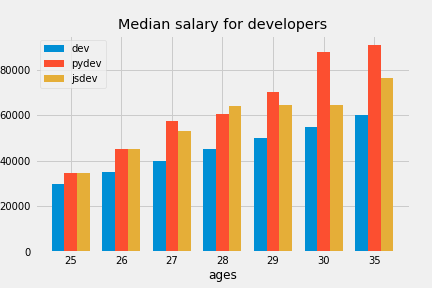 Median salary for developers
dev
pydev
jsdev
80000
60000
40000
20000
0
25 26 27 28 29 30 35
ages